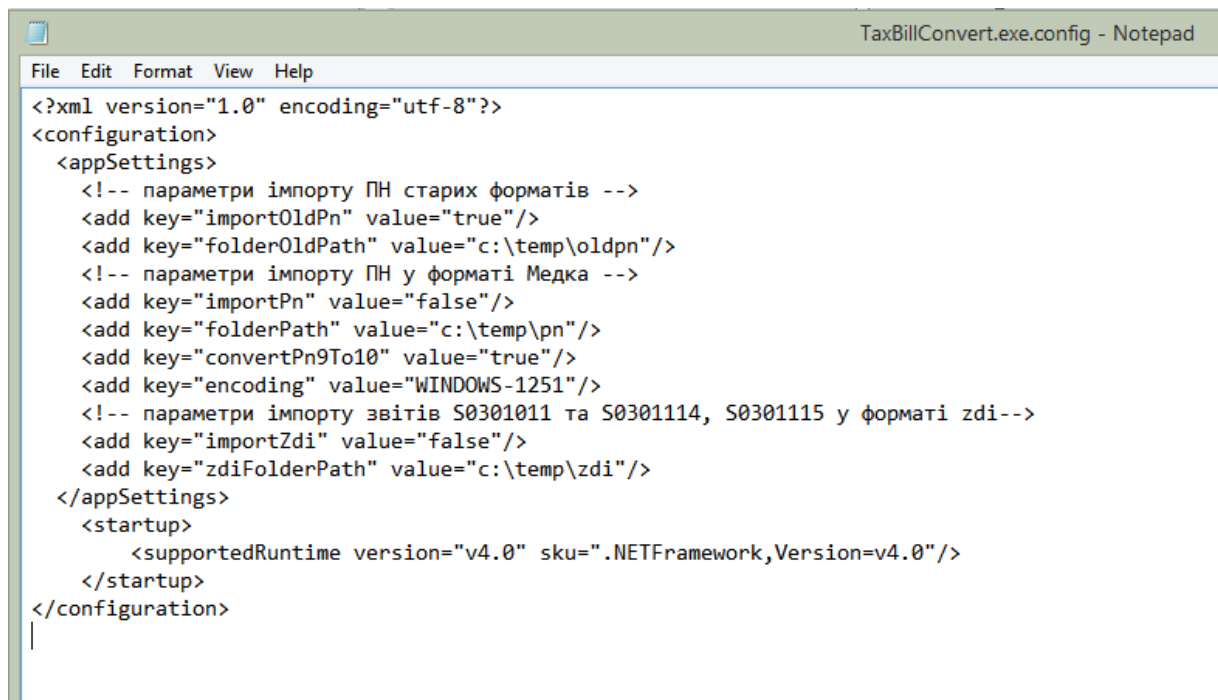 TaxBillConvert.exe.config - Notepad
File Edit Format View Help
<?xml version="1.0" encoding="utf-8"?>
<configuration>
  <appSettings>
    <!-- параметри імпорту ПН старих форматів -->
    <add key="importOldPn" value="true"/>
    <add key="folderOldPath" value="c:\temp\oldpn"/>
    <!-- параметри імпорту ПН у форматі Медка -->
    <add key="importPn" value="false"/>
    <add key="folderPath" value="c:\temp\pn"/>
    <add key="convertPn9To10" value="true"/>
    <add key="encoding" value="WINDOWS-1251"/>
    <!-- параметри імпорту звітів S0301011 та S0301114, S0301115 у форматі zdi-->
    <add key="importZdi" value="false"/>
    <add key="zdiFolderPath" value="c:\temp\zdi"/>
  </appSettings>
    <startup>
        <supportedRuntime version="v4.0" sku=".NETFramework,Version=v4.0"/>
    </startup>
</configuration>